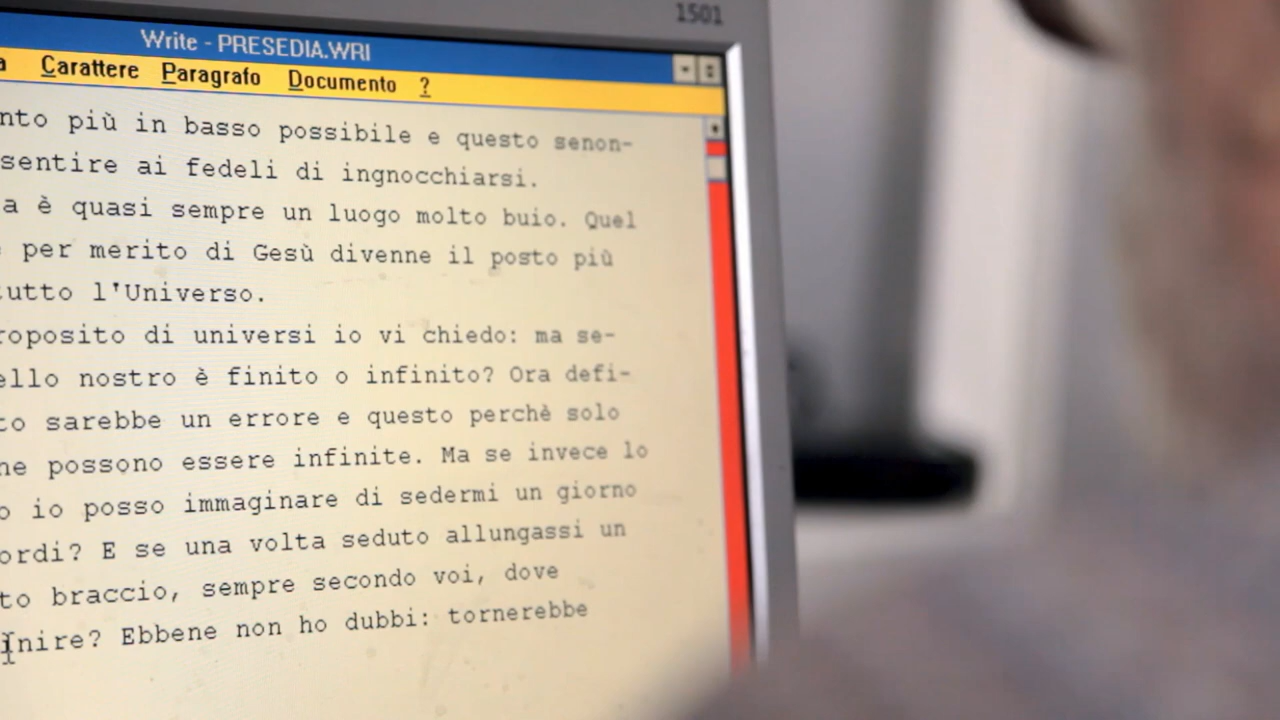 1501
Write - PRESEDIA.WRI
Carattere Paragrafo Documento ?
più in basso possibile e questo senon-
sentire ai fedeli di ingnocchiarsi.
a è quasi sempre un luogo molto buio. Quel
per merito di Gesù divenne il posto più
tutto l'Universo.
roposito di universi io vi chiedo: ma se-
ello nostro è finito o infinito? Ora defi-
to sarebbe un errore e questo perchè solo
he possono essere infinite. Ma se invece lo
o io posso immaginare di sedermi un giorno
ordi? E se una volta seduto allungassi un
to braccio, sempre secondo voi, dove
inire? Ebbene non ho dubbi: tornerebbe